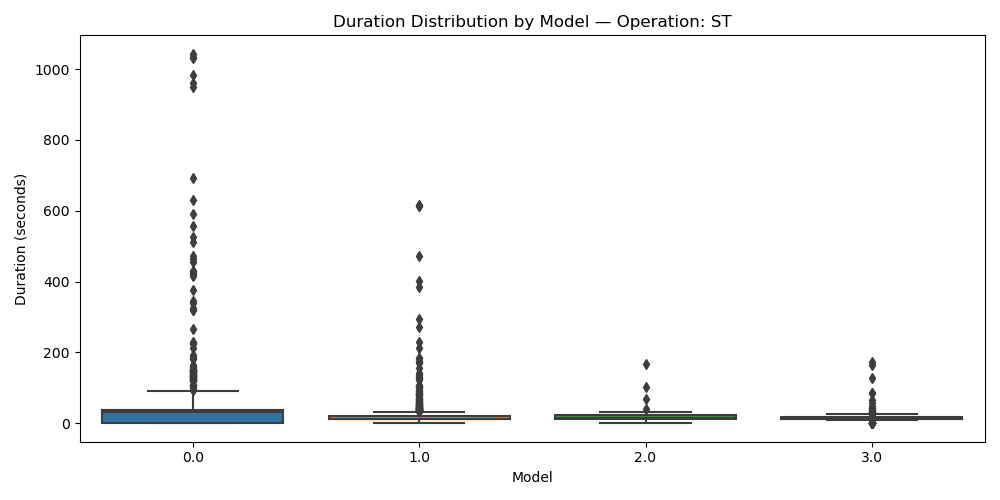 Duration Distribution by Model — Operation: ST
Duration (seconds)
1000
800
600
400
200
0
0.0 1.0 2.0 3.0
Model